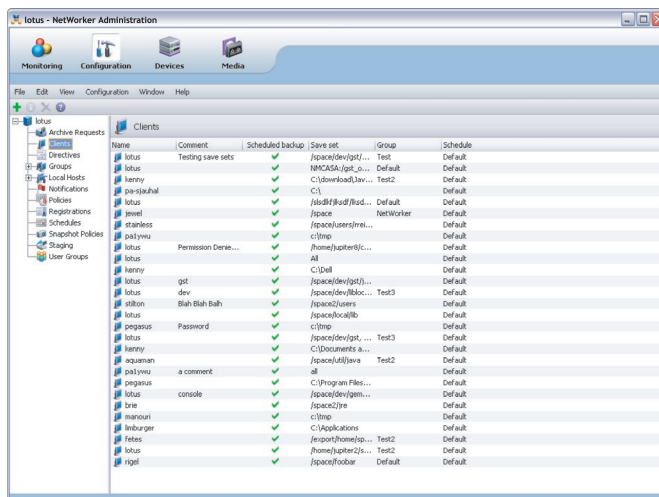 lotus - NetWorker Administration
Monitoring Configuration Devices Media
File Edit View Configuration Window Help
lotus
Archive Requests
Clients
Directives
Groups
Local Hosts
Notifications
Policies
Registrations
Schedules
Snapshot Policies
Staging
User Groups
Clients
Name Comment Scheduled backup Save set Group Schedule
lotus Testing save sets /space/dev/gst/... Test Default
lotus NMCASA:/gst_o... Default Default
kenny C:\download\Jav... Test2 Default
pa-sjauhal C:\ Default
lotus Default
jewel /space NetWorker Default
stainless /space/users/rrei... Default
pa1ywu c:\tmp Default
lotus Permission Denie... /home/jupiter8/c... Default
lotus All Default
kenny C:\Dell Default
lotus gst /space/dev/gst/j... Default
lotus dev /space/dev/libloc... Test3 Default
stilton Blah Blah Balh /space2/users Default
lotus /space/local/lib Default
pegasus Password c:\tmp Default
lotus /space/dev/gst, ... Test3 Default
kenny C:\Documents a... Default
aquaman /space/util/java Test2 Default
pa1ywu a comment all Default
pegasus C:\Program Files... Default
lotus console /space/dev/gem... Default
brie /space2/jre Default
manouri c:\tmp Default
limburger C:\Applications Default
fetes /export/home/sp... Test2 Default
lotus /home/jupiter2/s... Test2 Default
rigel /space/foobar Default Default